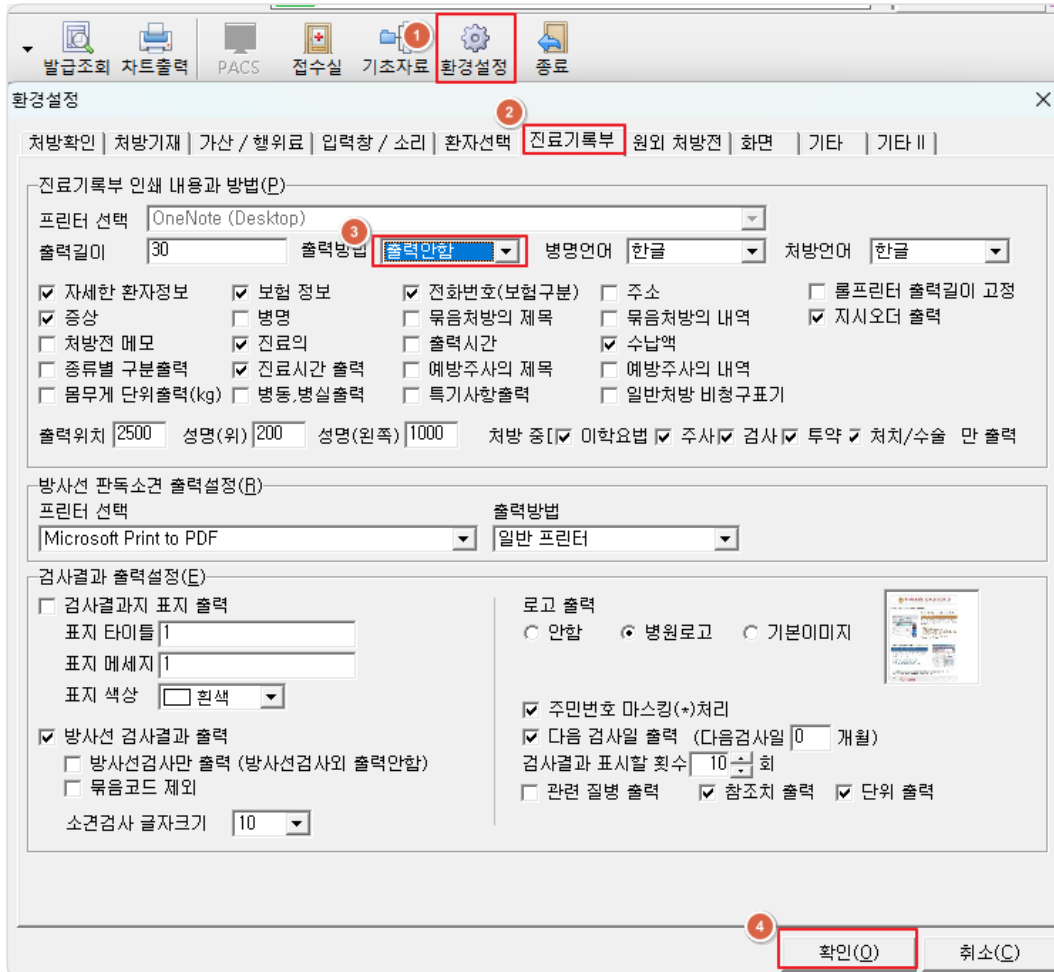 발급조회 차트출력 PACS 접수실 기초자료 1 환경설정 종료
환경설정
2
처방확인 처방기재 가산 / 행위료 입력창 / 소리 환자선택 진료기록부 원외 처방전 화면 기타 기타 II
진료기록부 인쇄 내용과 방법(P)
프린터 선택 OneNote (Desktop)
3
출력길이 30 출력방법 출력안함 병명언어 한글 처방언어 한글
자세한 환자정보 보험 정보 전화번호(보험구분) 주소 롤프린터 출력길이 고정
증상 병명 묶음처방의 제목 묶음처방의 내역 지시오더 출력
처방전 메모 진료의 출력시간 수납액
종류별 구분출력 진료시간 출력 예방주사의 제목 예방주사의 내역
몸무게 단위출력(kg) 병동,병실출력 특기사항출력 일반처방 비청구표기
출력위치 2500 성명(위) 200 성명(왼쪽) 1000 처방 중[ 이학요법 주사 검사 투약 처치/수술 만 출력
방사선 판독소견 출력설정(R)
프린터 선택 출력방법
Microsoft Print to PDF 일반 프린터
검사결과 출력설정(E)
검사결과지 표지 출력
표지 타이틀 1
표지 메세지 1
표지 색상 흰색
방사선 검사결과 출력
방사선검사만 출력 (방사선검사외 출력안함)
묶음코드 제외
소견검사 글자크기 10
로고 출력
안함 병원로고 기본이미지
주민번호 마스킹(*)처리
다음 검사일 출력 (다음검사일 0 개월)
검사결과 표시할 횟수 10 회
관련 질병 출력 참조치 출력 단위 출력
4
확인(O) 취소(C)